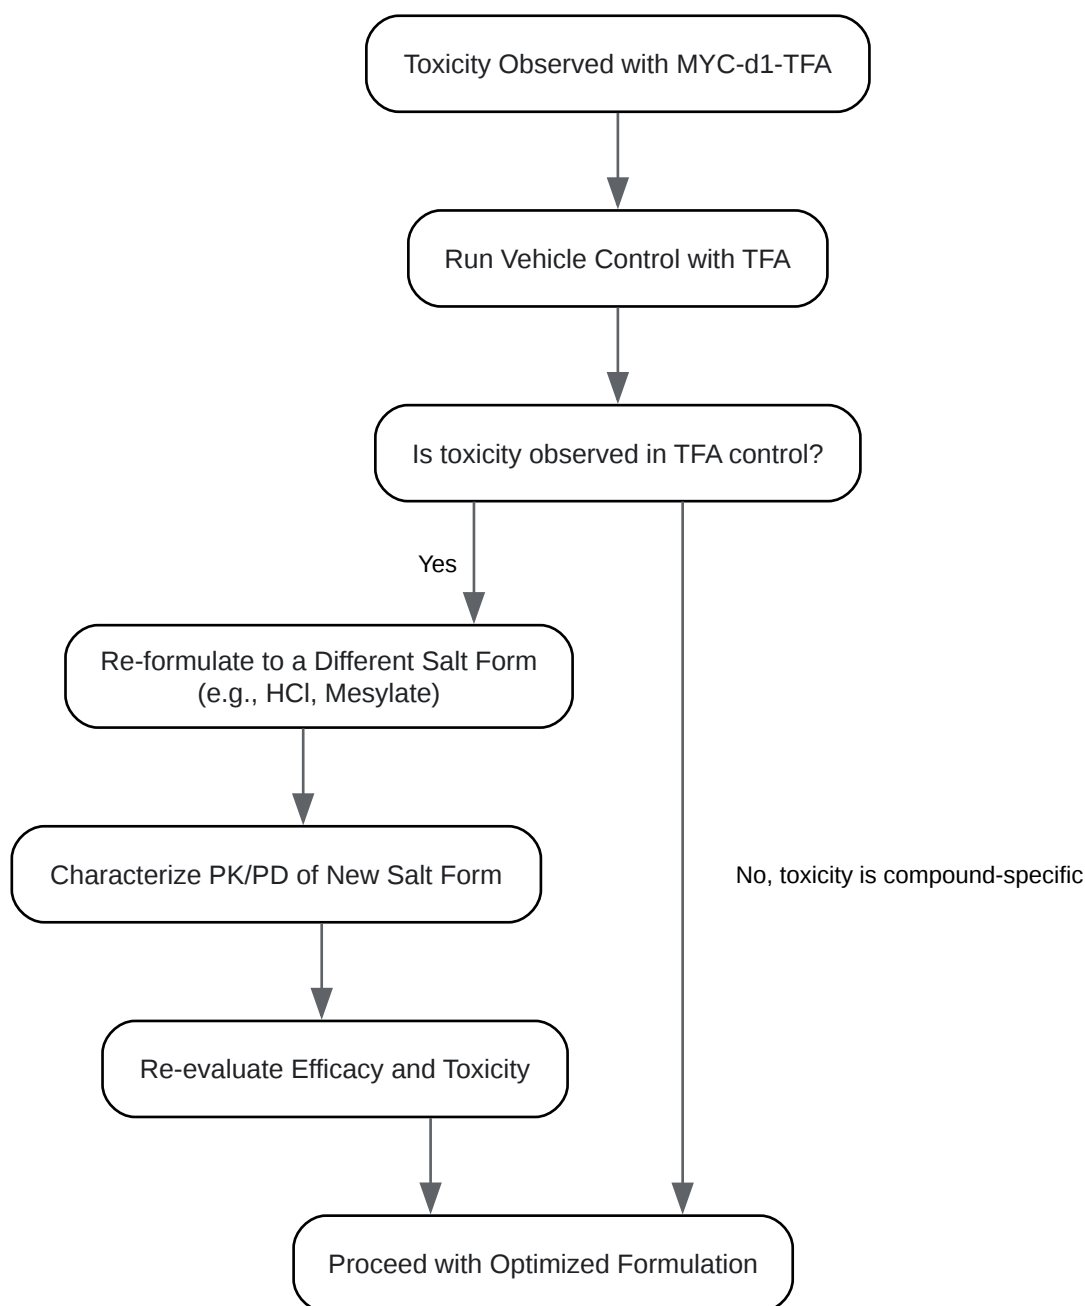 Toxicity Observed with MYC-d1-TFA
Run Vehicle Control with TFA
Is toxicity observed in TFA control?
Yes
Re-formulate to a Different Salt Form
(e.g., HCl, Mesylate)
Characterize PK/PD of New Salt Form
No, toxicity is compound-specific
Re-evaluate Efficacy and Toxicity
Proceed with Optimized Formulation